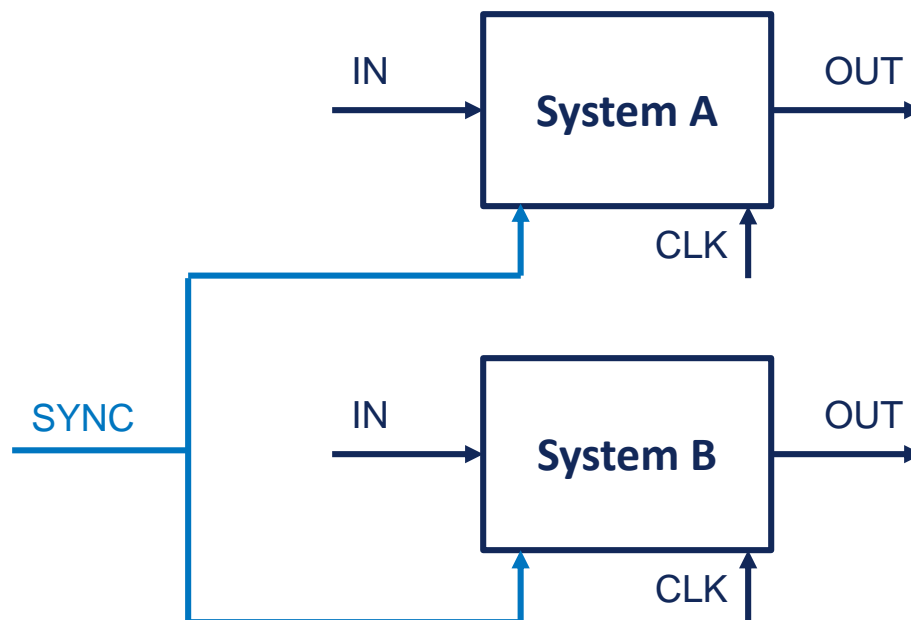 IN
OUT
System A
CLK
SYNC
IN
OUT
System B
CLK